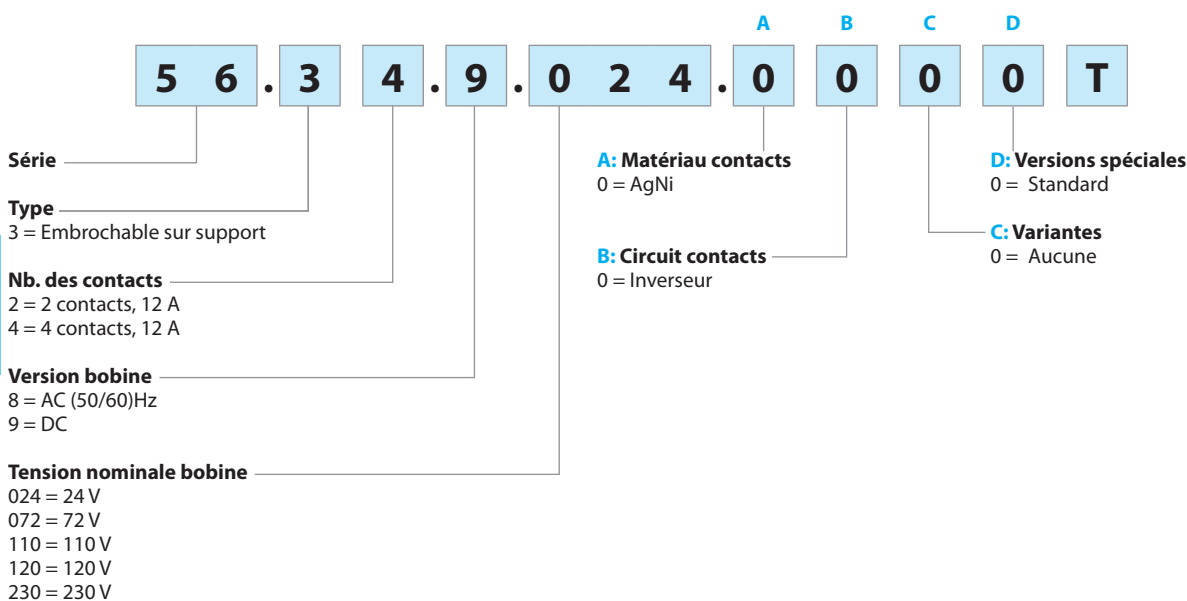 A B C D
5 6 . 3 4 . 9 . 0 2 4 . 0 0 0 0 T
Série
Type
3 = Embrochable sur support
Nb. des contacts
2 = 2 contacts, 12 A
4 = 4 contacts, 12 A
Version bobine
8 = AC (50/60)Hz
9 = DC
Tension nominale bobine
024 = 24 V
072 = 72 V
110 = 110 V
120 = 120 V
230 = 230 V
A: Matériau contacts
0 = AgNi
B: Circuit contacts
0 = Inverseur
D: Versions spéciales
0 = Standard
C: Variantes
0 = Aucune